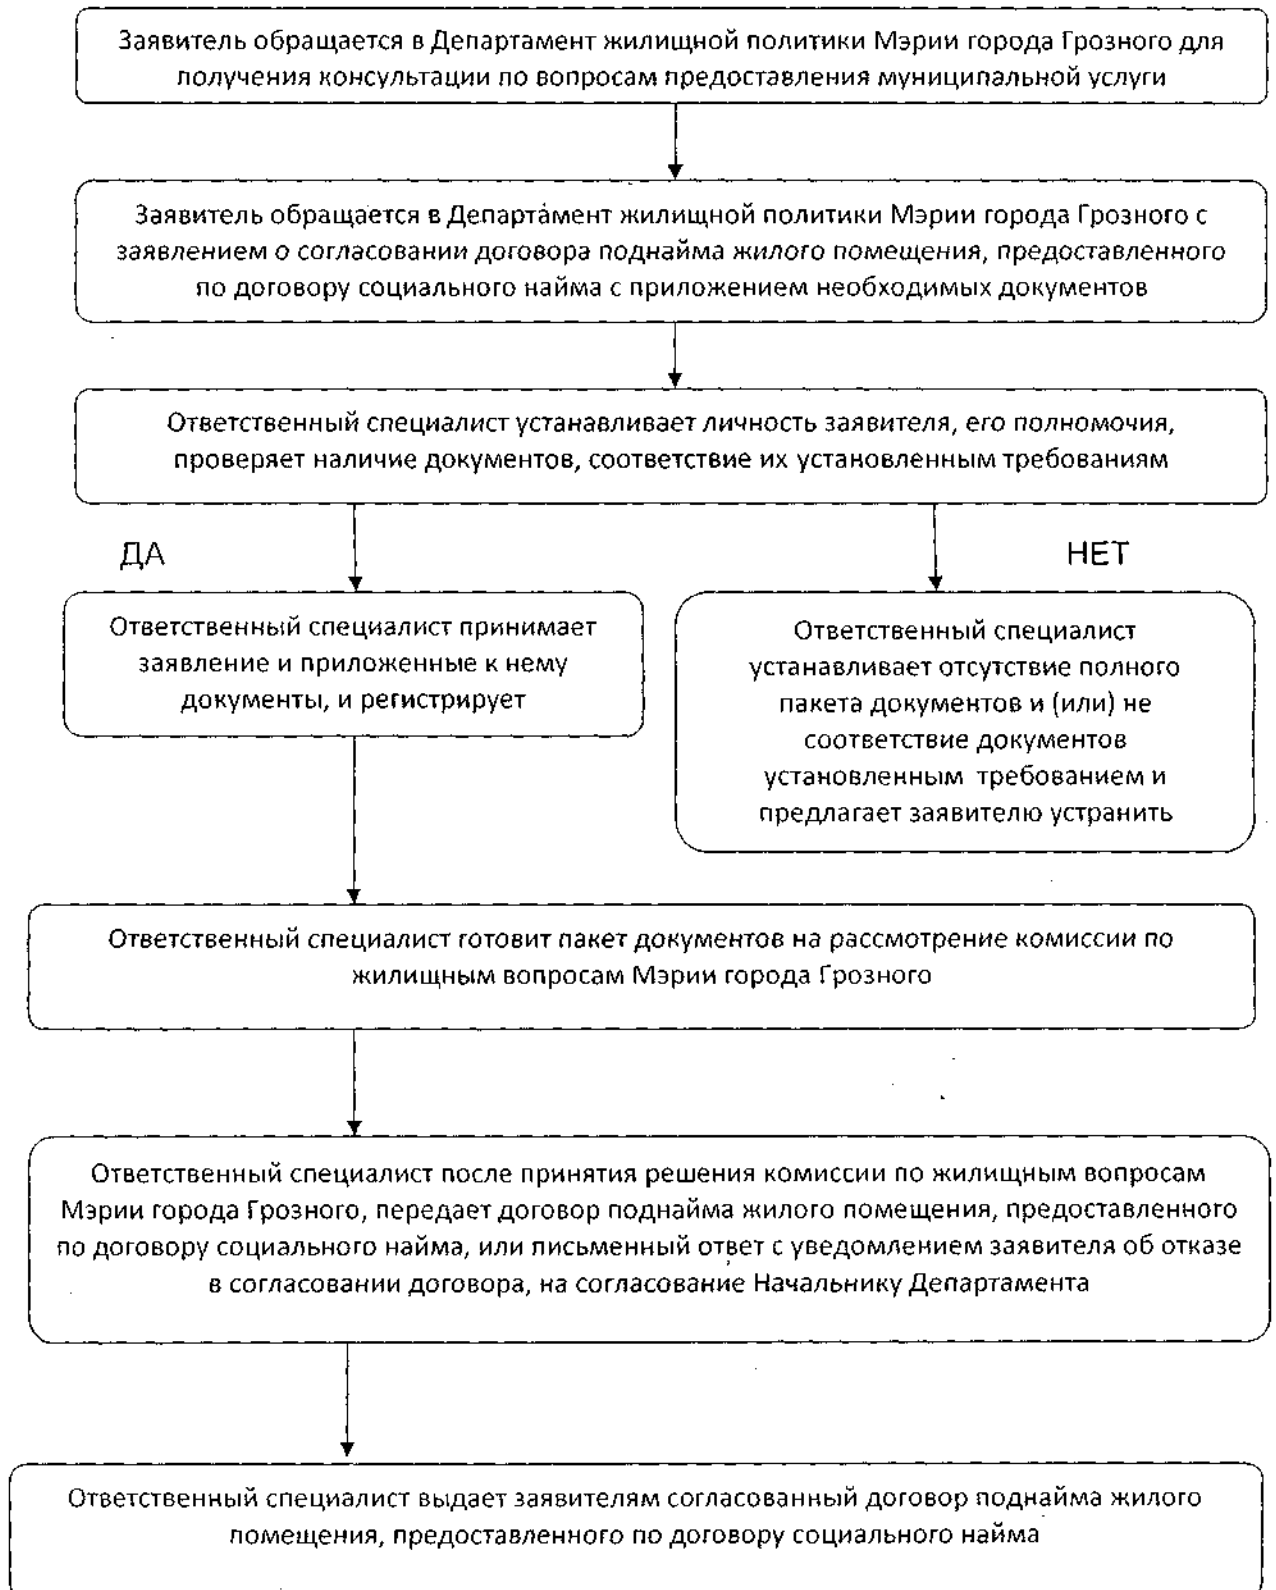 Заявитель обращается в Департамент жилищной политики Мэрии города Грозного для
получения консультации по вопросам предоставления муниципальной услуги
Заявитель обращается в Департамент жилищной политики Мэрии города Грозного с
заявлением о согласовании договора поднайма жилого помещения, предоставленного
по договору социального найма с приложением необходимых документов
Ответственный специалист устанавливает личность заявителя, его полномочия,
проверяет наличие документов, соответствие их установленным требованиям
ДА
НЕТ
Ответственный специалист принимает
заявление и приложенные к нему
документы, и регистрирует
Ответственный специалист
устанавливает отсутствие полного
пакета документов и (или) не
соответствие документов
установленным требованием и
предлагает заявителю устранить
Ответственный специалист готовит пакет документов на рассмотрение комиссии по
жилищным вопросам Мэрии города Грозного
Ответственный специалист после принятия решения комиссии по жилищным вопросам
Мэрии города Грозного, передает договор поднайма жилого помещения, предоставленного
по договору социального найма, или письменный ответ с уведомлением заявителя об отказе
в согласовании договора, на согласование Начальнику Департамента
Ответственный специалист выдает заявителям согласованный договор поднайма жилого
помещения, предоставленного по договору социального найма